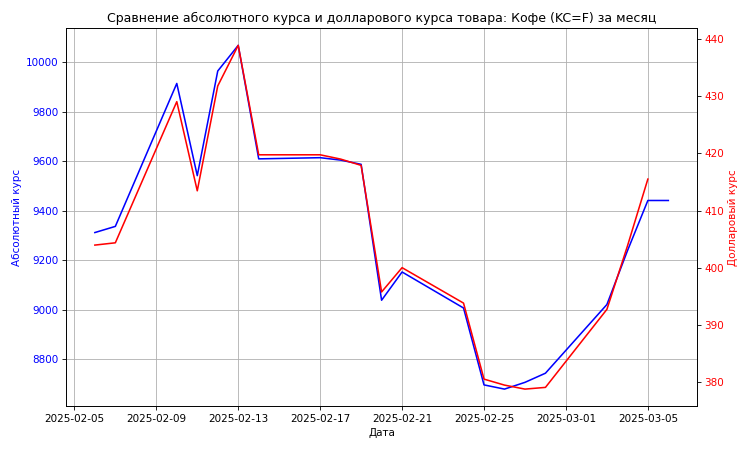 Сравнение абсолютного курса и долларового курса товара: Кофе (KC=F) за месяц
10000
9800
9600
9400
9200
9000
8800
Абсолютный курс
440
430
420
410
400
390
380
Долларовый курс
2025-02-05 2025-02-09 2025-02-13 2025-02-17 2025-02-21 2025-02-25 2025-03-01 2025-03-05
Дата